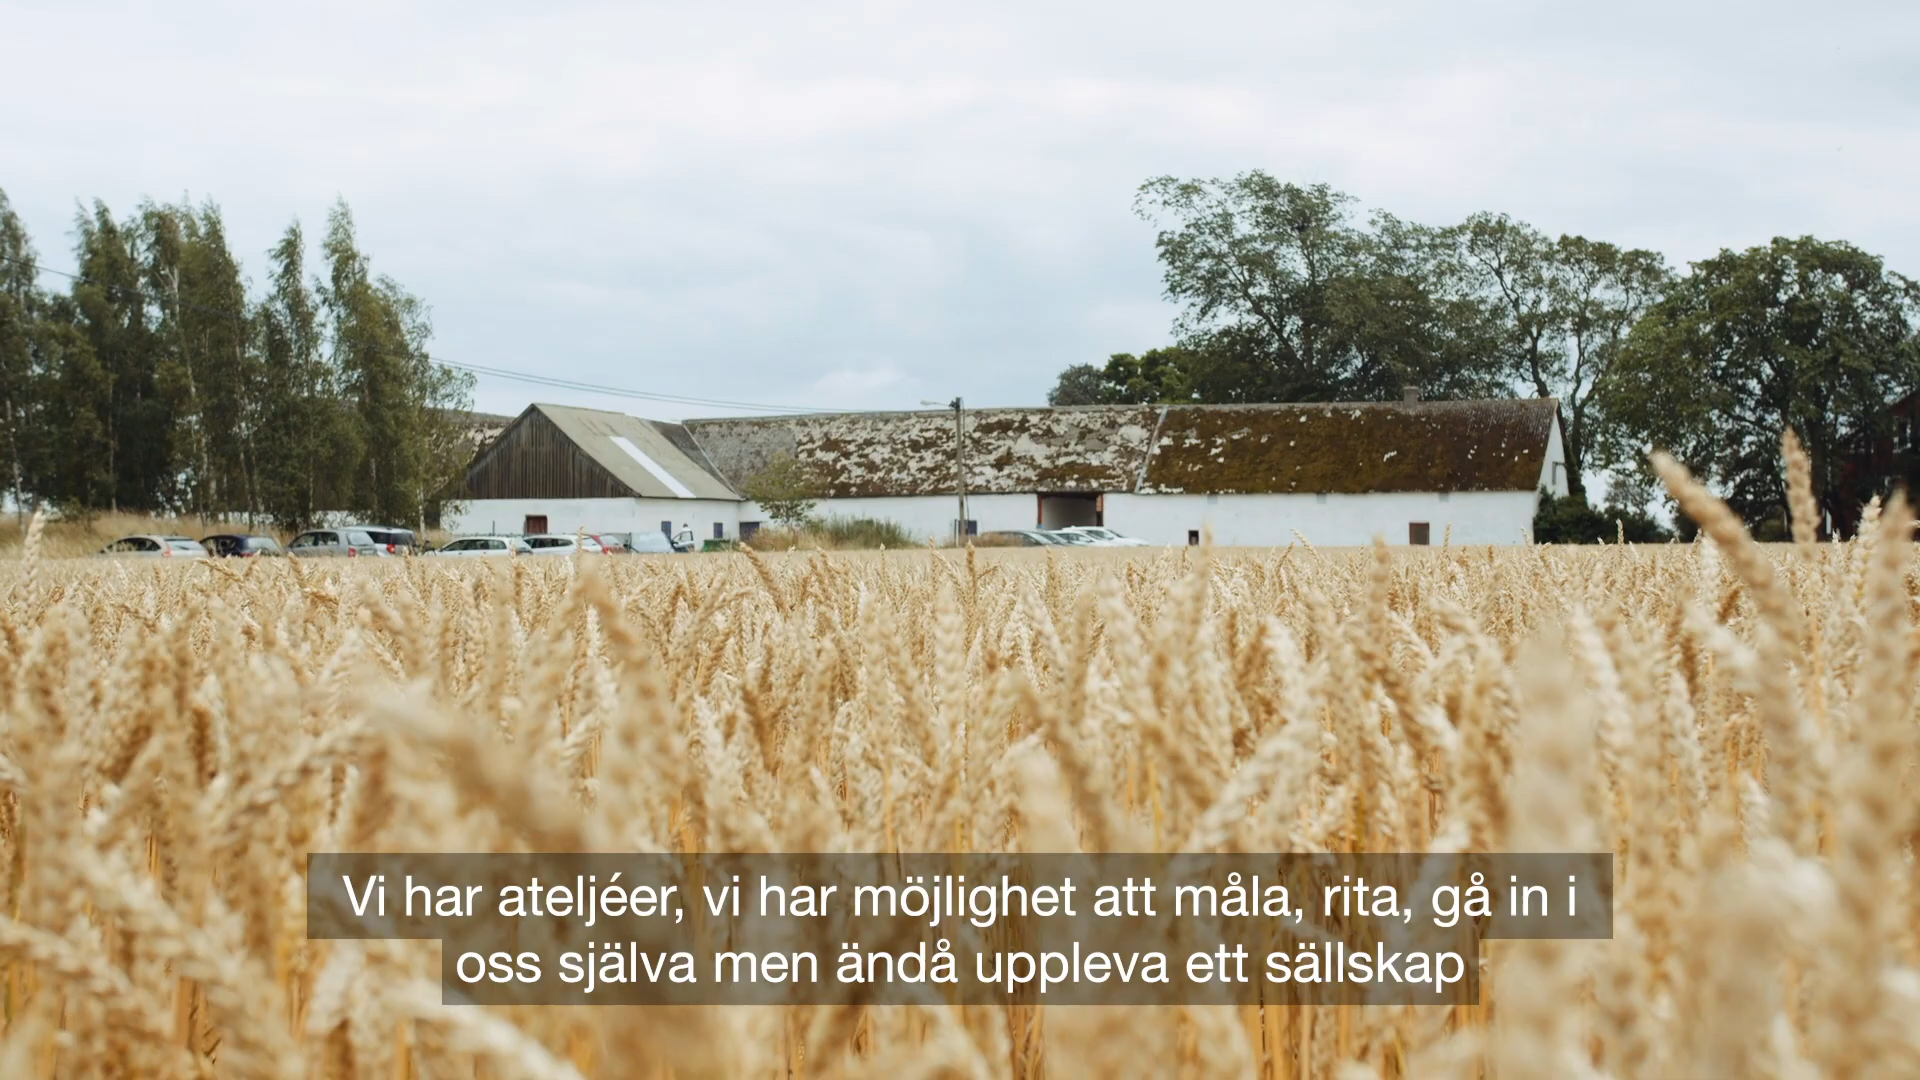 Vi har ateljéer, vi har möjlighet att måla, rita, gå in i
oss själva men ändå uppleva ett sällskap